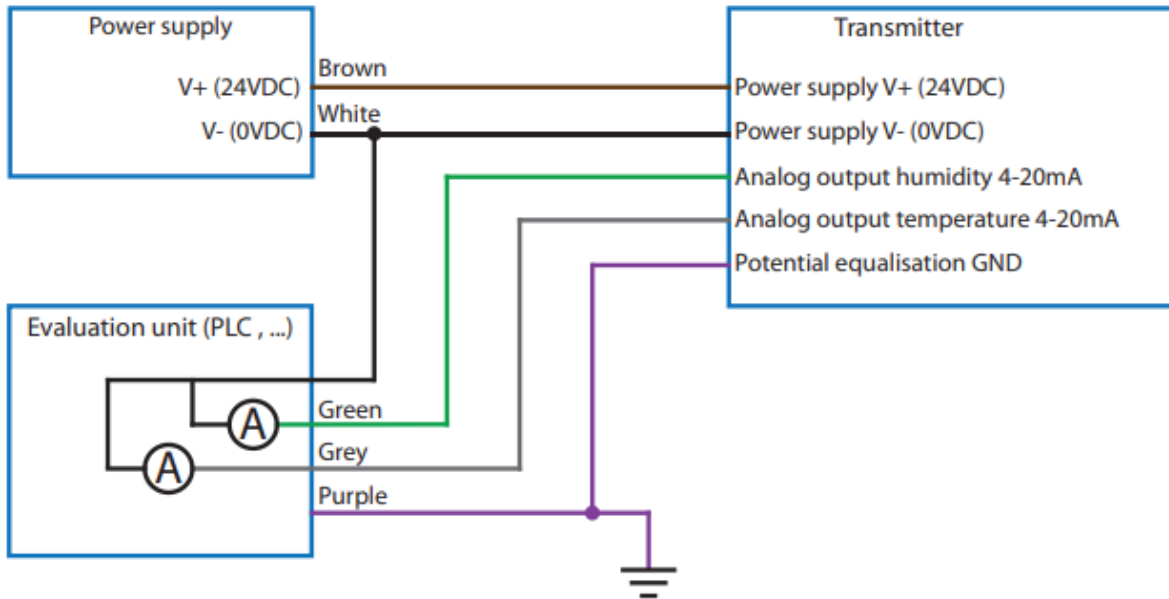 Power supply
V+ (24VDC)
V- (0VDC)
Brown
White
Transmitter
Power supply V+ (24VDC)
Power supply V- (0VDC)
Analog output humidity 4-20mA
Analog output temperature 4-20mA
Potential equalisation GND
Evaluation unit (PLC , ...)
A
A
Green
Grey
Purple